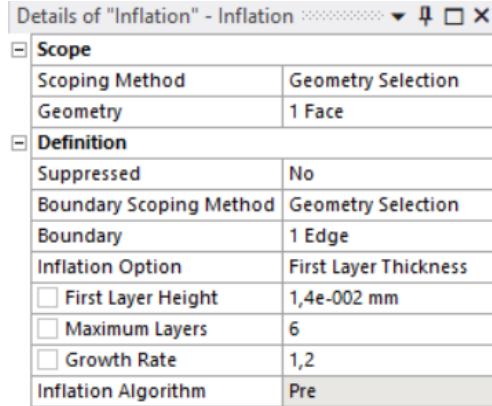 Details of "Inflation" - Inflation
Scope
Scoping Method Geometry Selection
Geometry 1 Face
Definition
Suppressed No
Boundary Scoping Method Geometry Selection
Boundary 1 Edge
Inflation Option First Layer Thickness
First Layer Height 1,4e-002 mm
Maximum Layers 6
Growth Rate 1,2
Inflation Algorithm Pre